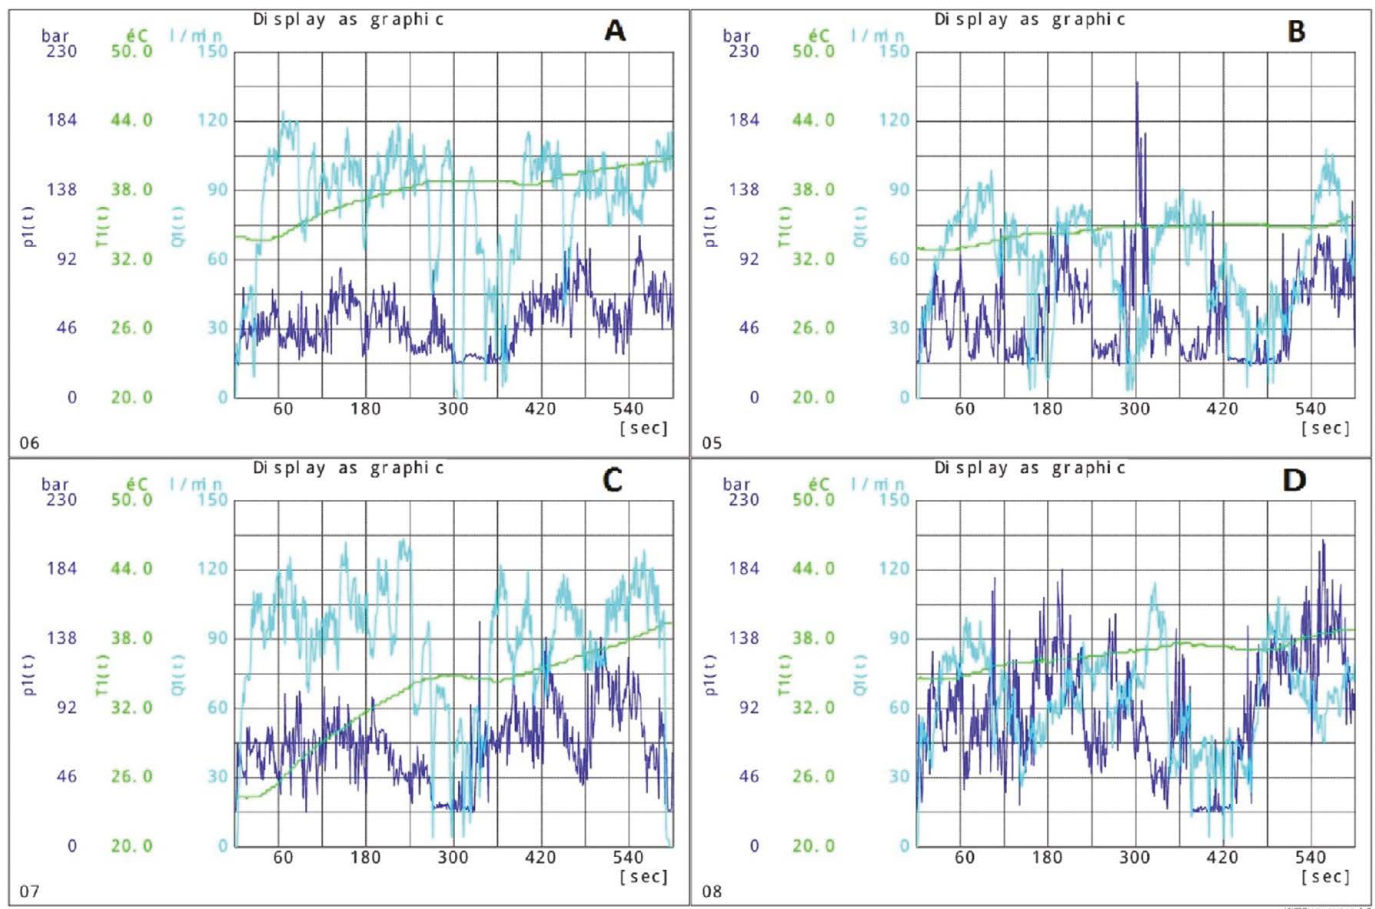 Display as graphic A
bar éC l/min
230 50.0 150
184 44.0 120
138 38.0 90
p1(t) T1(t) Q1(t)
92 32.0 60
46 26.0 30
0 20.0 0
60 180 300 420 540
[sec]
06
Display as graphic B
bar éC l/min
230 50.0 150
184 44.0 120
138 38.0 90
p1(t) T1(t) Q1(t)
92 32.0 60
46 26.0 30
0 20.0 0
60 180 300 420 540
[sec]
05
Display as graphic C
bar éC l/min
230 50.0 150
184 44.0 120
138 38.0 90
p1(t) T1(t) Q1(t)
92 32.0 60
46 26.0 30
0 20.0 0
60 180 300 420 540
[sec]
07
Display as graphic D
bar éC l/min
230 50.0 150
184 44.0 120
138 38.0 90
p1(t) T1(t) Q1(t)
92 32.0 60
46 26.0 30
0 20.0 0
60 180 300 420 540
[sec]
08